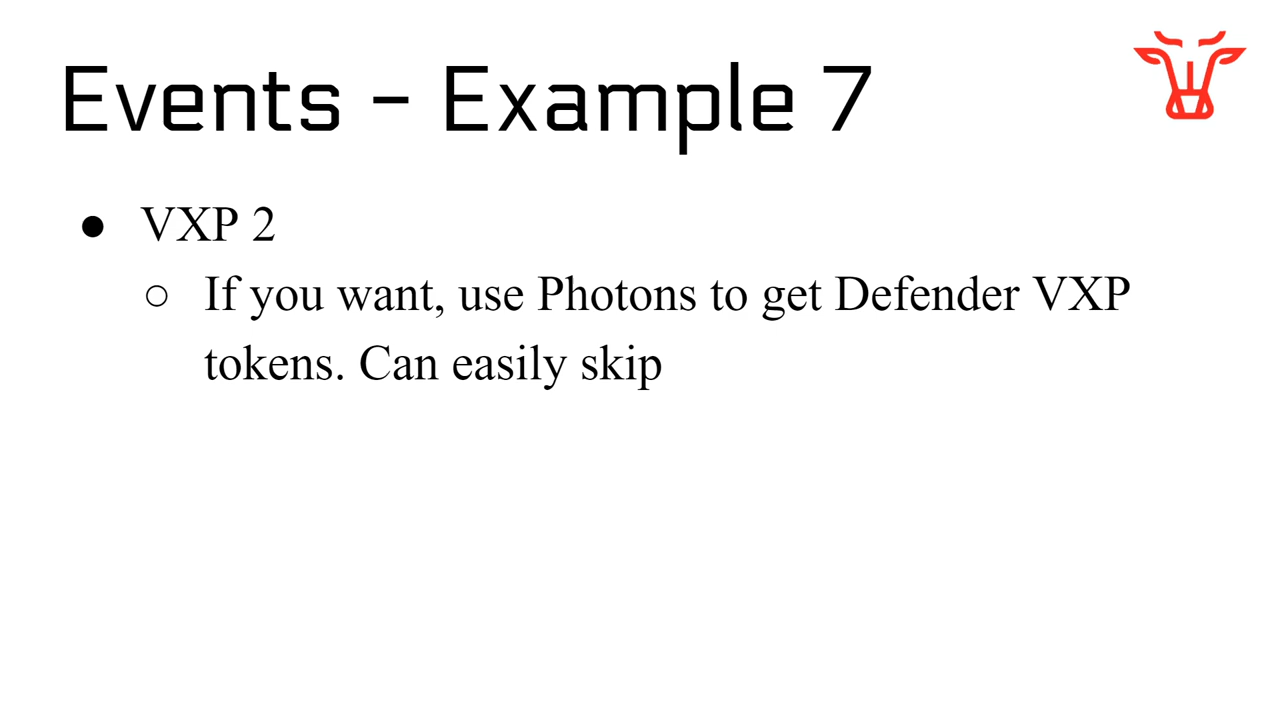 Events - Example 7
● VXP 2
○ If you want, use Photons to get Defender VXP
tokens. Can easily skip